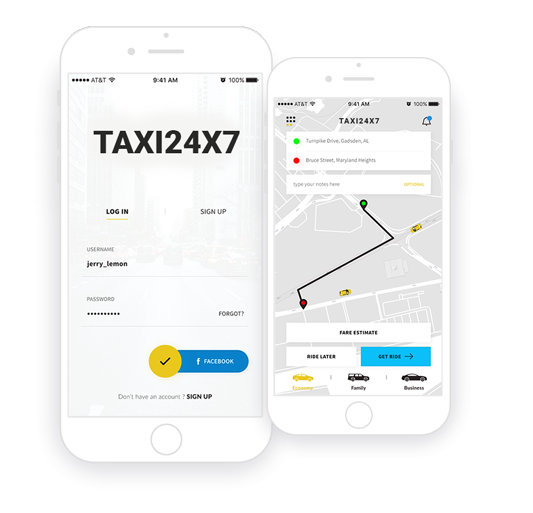 AT&T 9:41 AM 100%
TAXI24X7
LOG IN SIGN UP
USERNAME
jerry_lemon
PASSWORD
•••••••••• FORGOT?
f FACEBOOK
Don't have an account ? SIGN UP
AT&T 9:41 AM 100%
TAXI24X7
Turnpike Drive, Gadsden, AL
Bruce Street, Maryland Heights
type your notes here OPTIONAL
FARE ESTIMATE
RIDE LATER GET RIDE
Economy Family Business